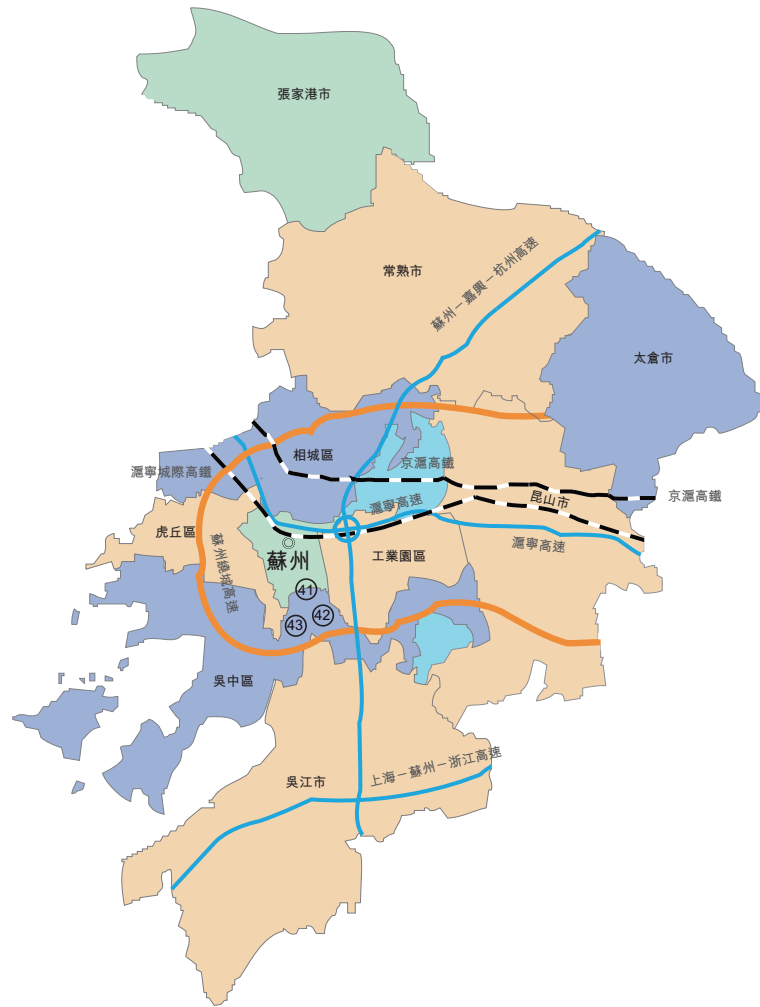 張家港市
常熟市
蘇州－嘉興－杭州高速
太倉市
相城區
京滬高鐵
滬寧城際高鐵
京滬高鐵
昆山市
滬寧高速
虎丘區
滬寧高速
蘇州
工業園區
蘇州繞城高速
41
42
43
吳中區
上海－蘇州－浙江高速
吳江市